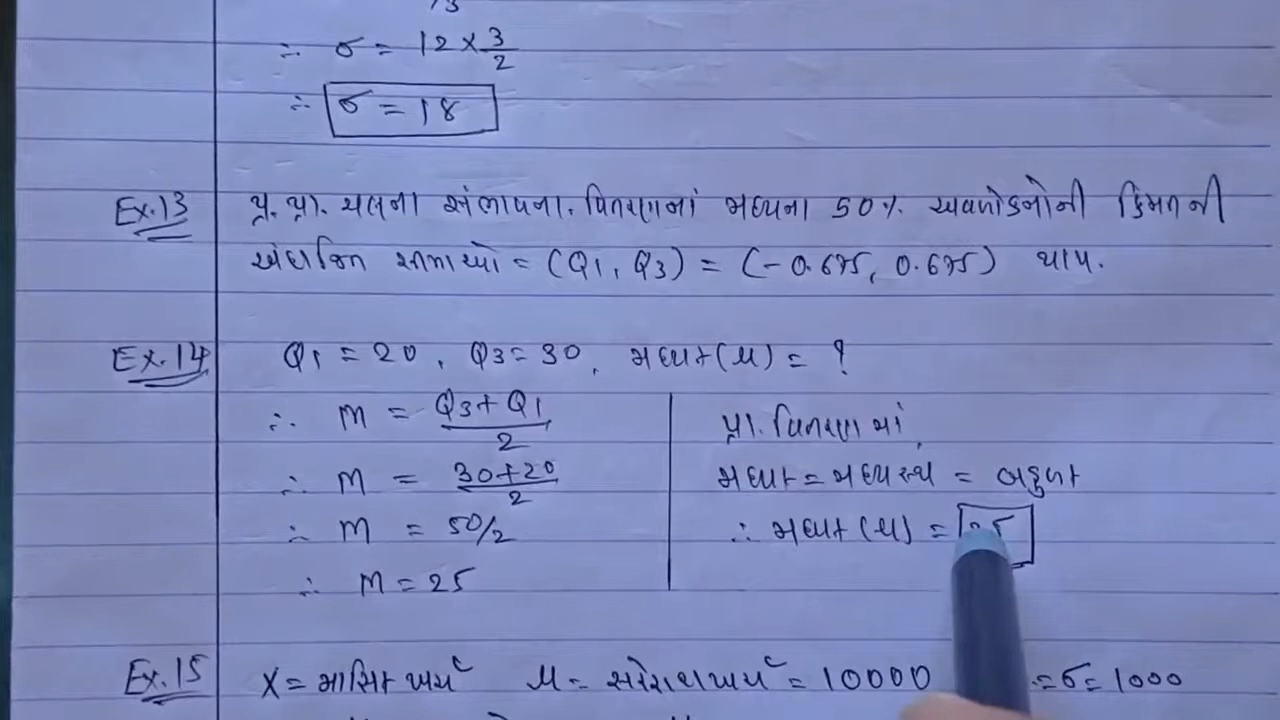 ∴ σ = 12 × 3/2
∴ σ = 18
Ex.13 પ્ર. પ્રા. ચલના સંભાવના વિતરણનાં મધ્યના 50% અવલોકનોની કિંમતની
અંદાજિત સીમાઓ = (Q1, Q3) = (-0.675, 0.675) થાય.
Ex.14 Q1 = 20, Q3 = 30, મધ્યક (μ) = ?
∴ M = Q3 + Q1 / 2
∴ M = 30+20 / 2
∴ M = 50/2
∴ M = 25
પ્રા. વિતરણમાં,
મધ્યક = મધ્યસ્થ = બહુલક
∴ મધ્યક (μ) =
Ex.15 X = માસિક ખર્ચ μ = સરેરાશ ખર્ચ = 10000 = σ = 1000